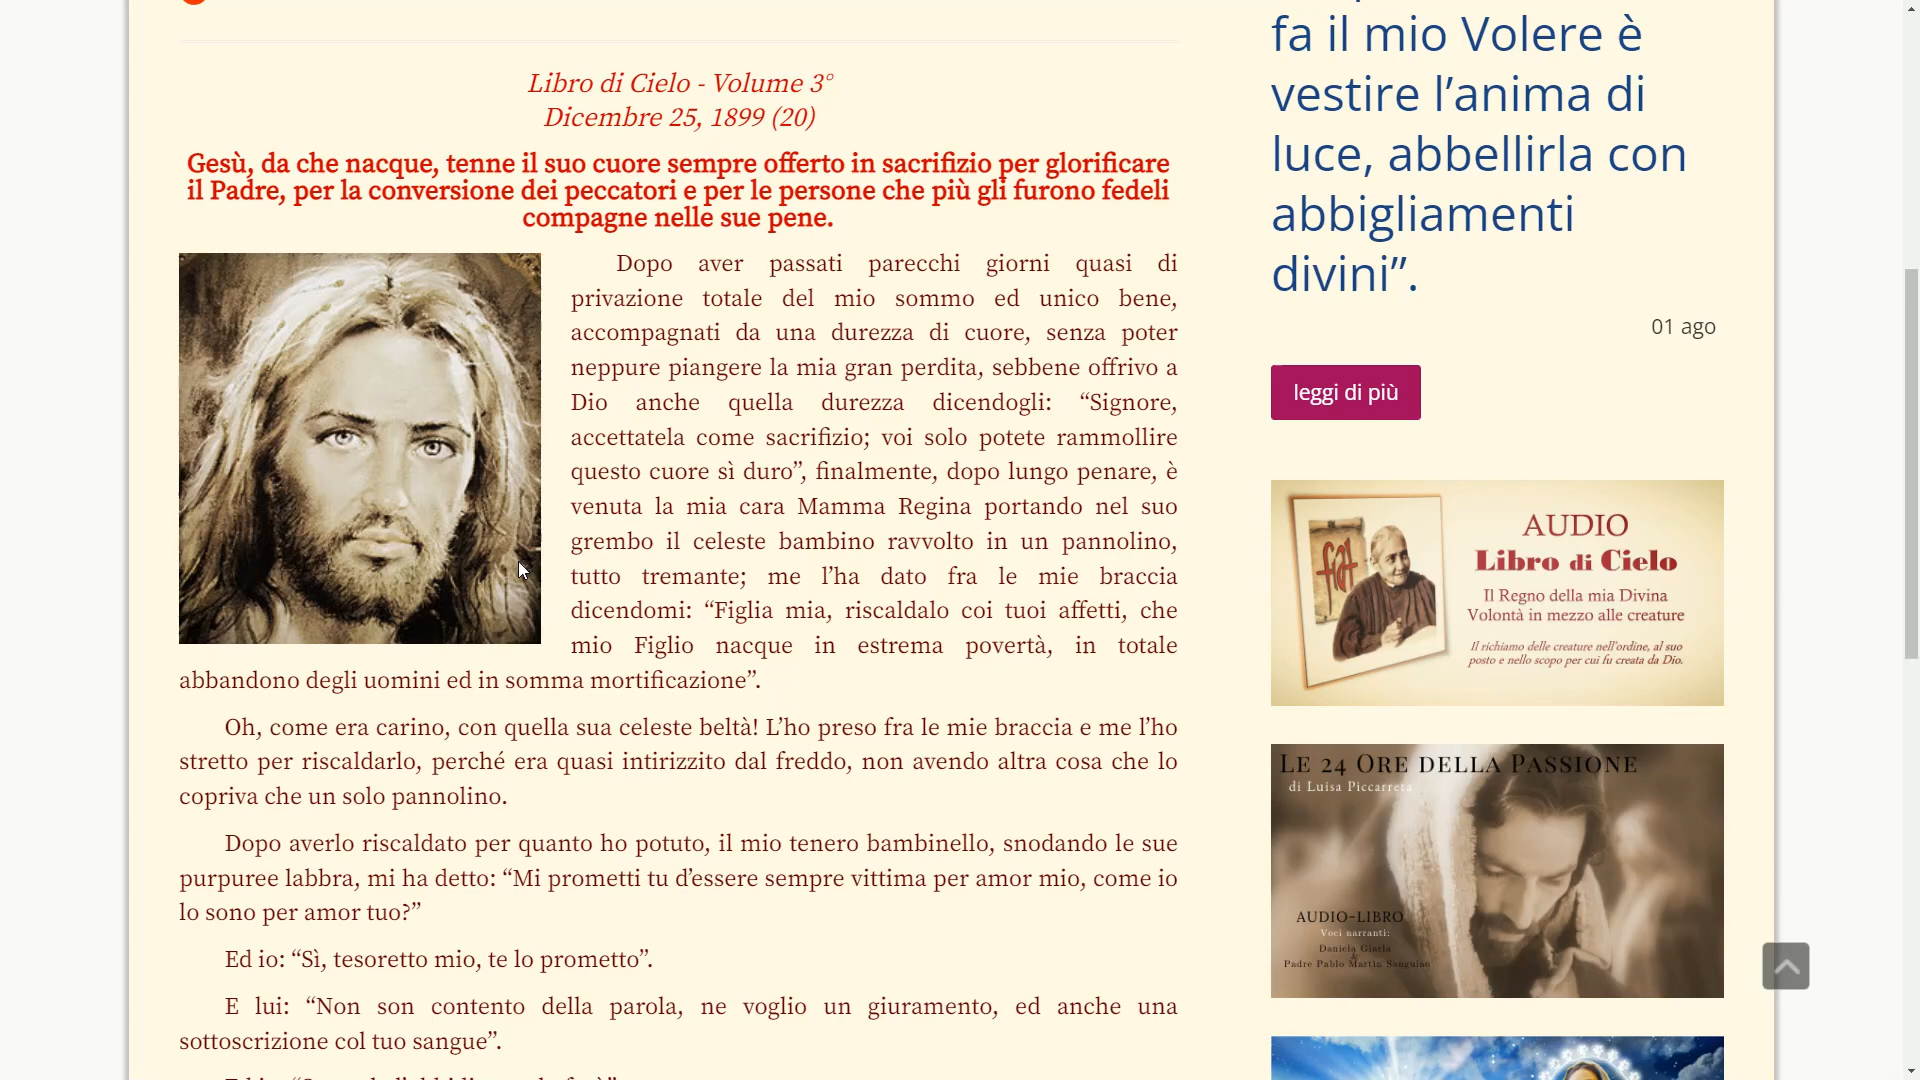 Libro di Cielo - Volume 3°
Dicembre 25, 1899 (20)
Gesù, da che nacque, tenne il suo cuore sempre offerto in sacrifizio per glorificare
il Padre, per la conversione dei peccatori e per le persone che più gli furono fedeli
compagne nelle sue pene.
Dopo aver passati parecchi giorni quasi di
privazione totale del mio sommo ed unico bene,
accompagnati da una durezza di cuore, senza poter
neppure piangere la mia gran perdita, sebbene offrivo a
Dio anche quella durezza dicendogli: “Signore,
accettatela come sacrifizio; voi solo potete rammollire
questo cuore sì duro”, finalmente, dopo lungo penare, è
venuta la mia cara Mamma Regina portando nel suo
grembo il celeste bambino ravvolto in un pannolino,
tutto tremante; me l’ha dato fra le mie braccia
dicendomi: “Figlia mia, riscaldalo coi tuoi affetti, che
mio Figlio nacque in estrema povertà, in totale
abbandono degli uomini ed in somma mortificazione”.
Oh, come era carino, con quella sua celeste beltà! L’ho preso fra le mie braccia e me l’ho
stretto per riscaldarlo, perché era quasi intirizzito dal freddo, non avendo altra cosa che lo
copriva che un solo pannolino.
Dopo averlo riscaldato per quanto ho potuto, il mio tenero bambinello, snodando le sue
purpuree labbra, mi ha detto: “Mi prometti tu d’essere sempre vittima per amor mio, come io
lo sono per amor tuo?”
Ed io: “Sì, tesoretto mio, te lo prometto”.
E lui: “Non son contento della parola, ne voglio un giuramento, ed anche una
sottoscrizione col tuo sangue”.
fa il mio Volere è
vestire l’anima di
luce, abbellirla con
abbigliamenti
divini”.
01 ago
leggi di più
fiat
AUDIO
Libro di Cielo
Il Regno della mia Divina
Volontà in mezzo alle creature
Il richiamo delle creature nell'ordine, al suo
posto e nello scopo per cui fu creata da Dio.
Le 24 Ore della Passione
di Luisa Piccarreta
AUDIO-LIBRO
Voci narranti:
Daniela Giarla
&
Padre Pablo Martín Sanguiao